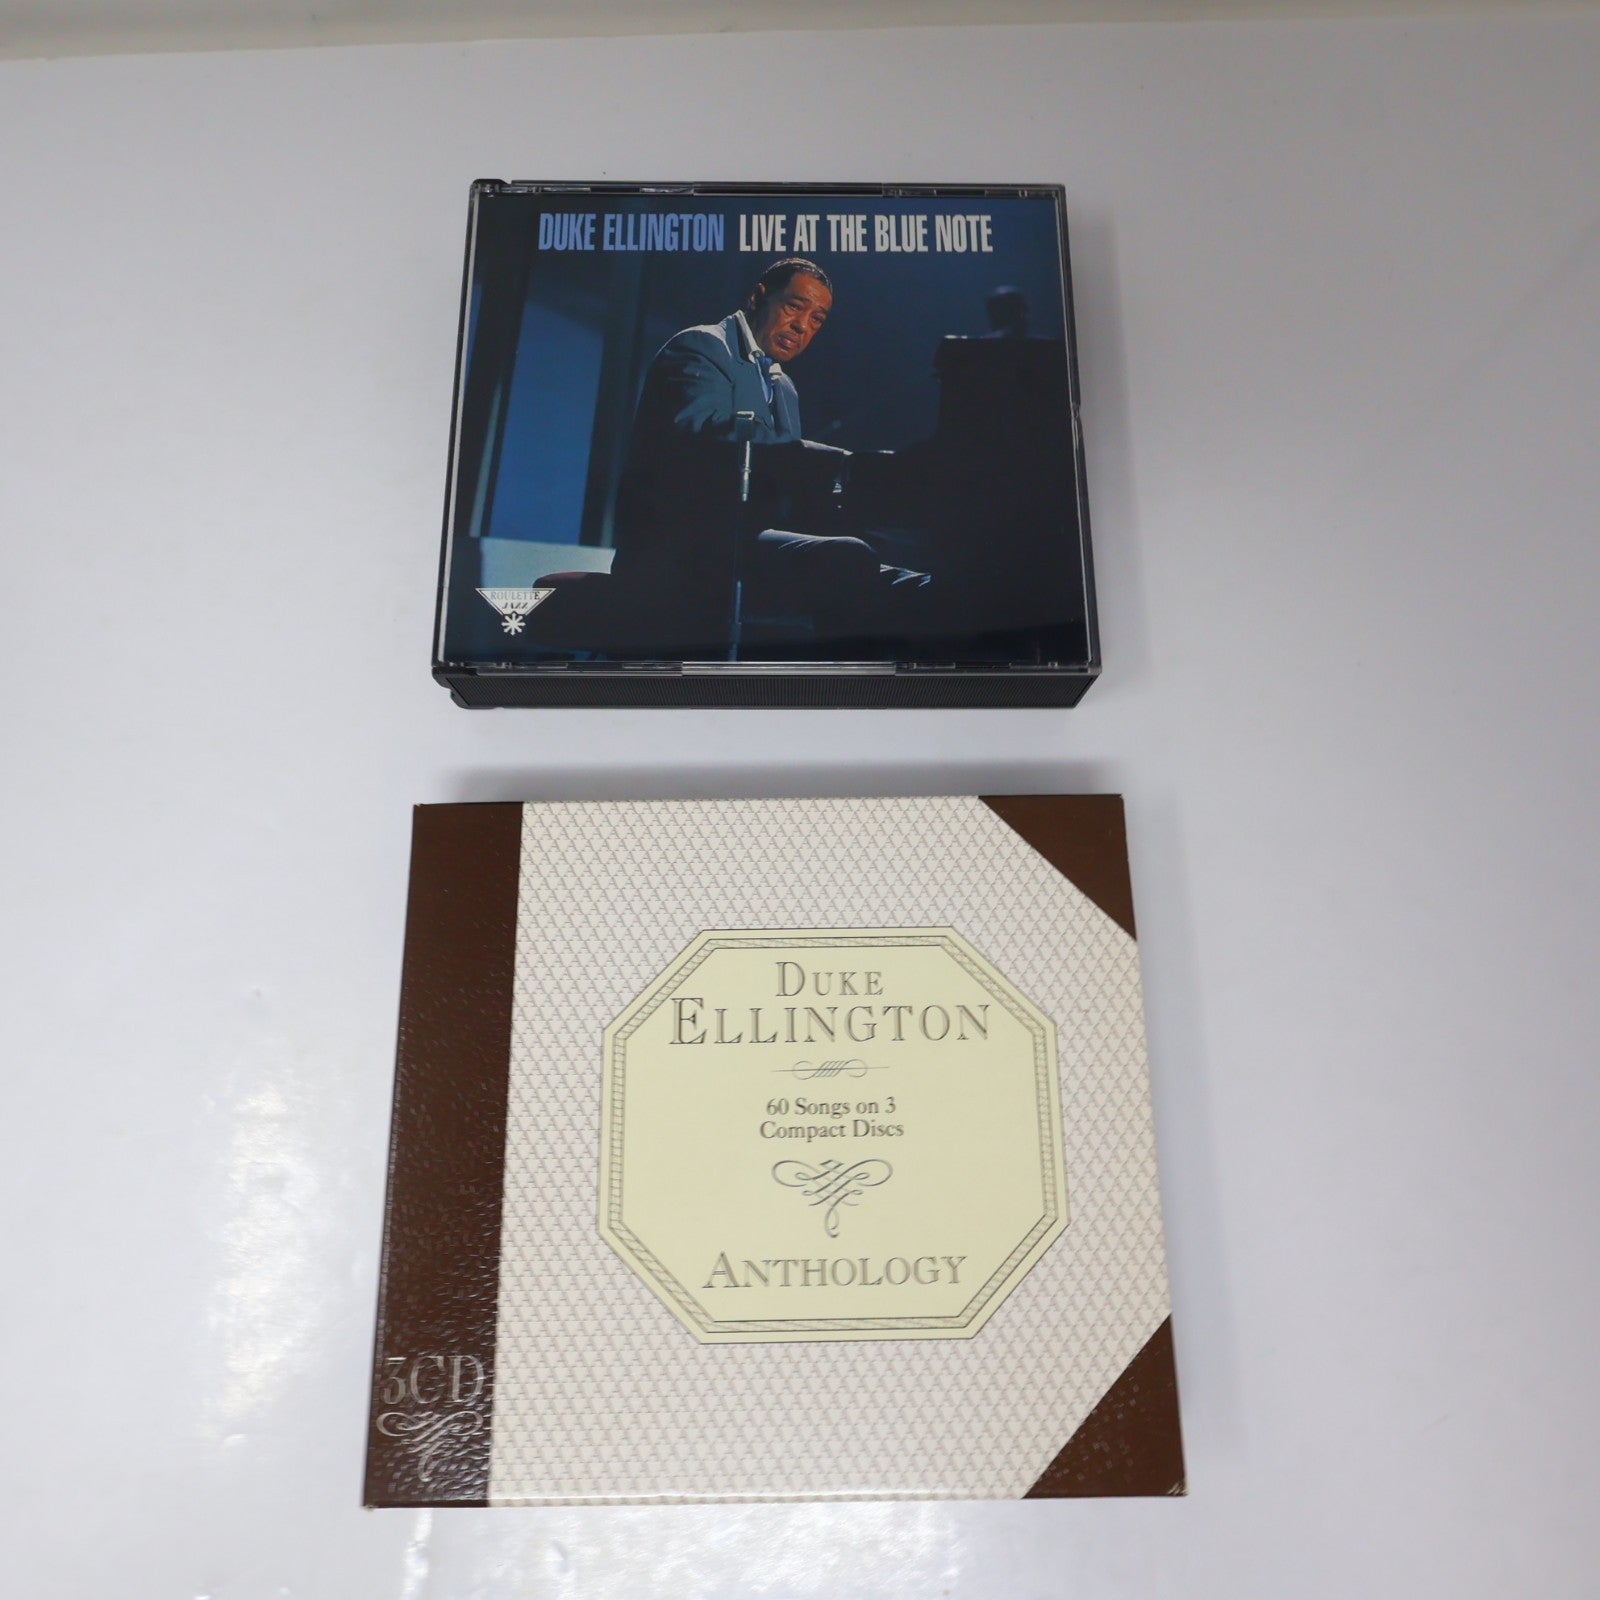 DUKE ELLINGTON LIVE AT THE BLUE NOTE
ROULETTE
JAZZ
DUKE
ELLINGTON
60 Songs on 3
Compact Discs
ANTHOLOGY
3CD